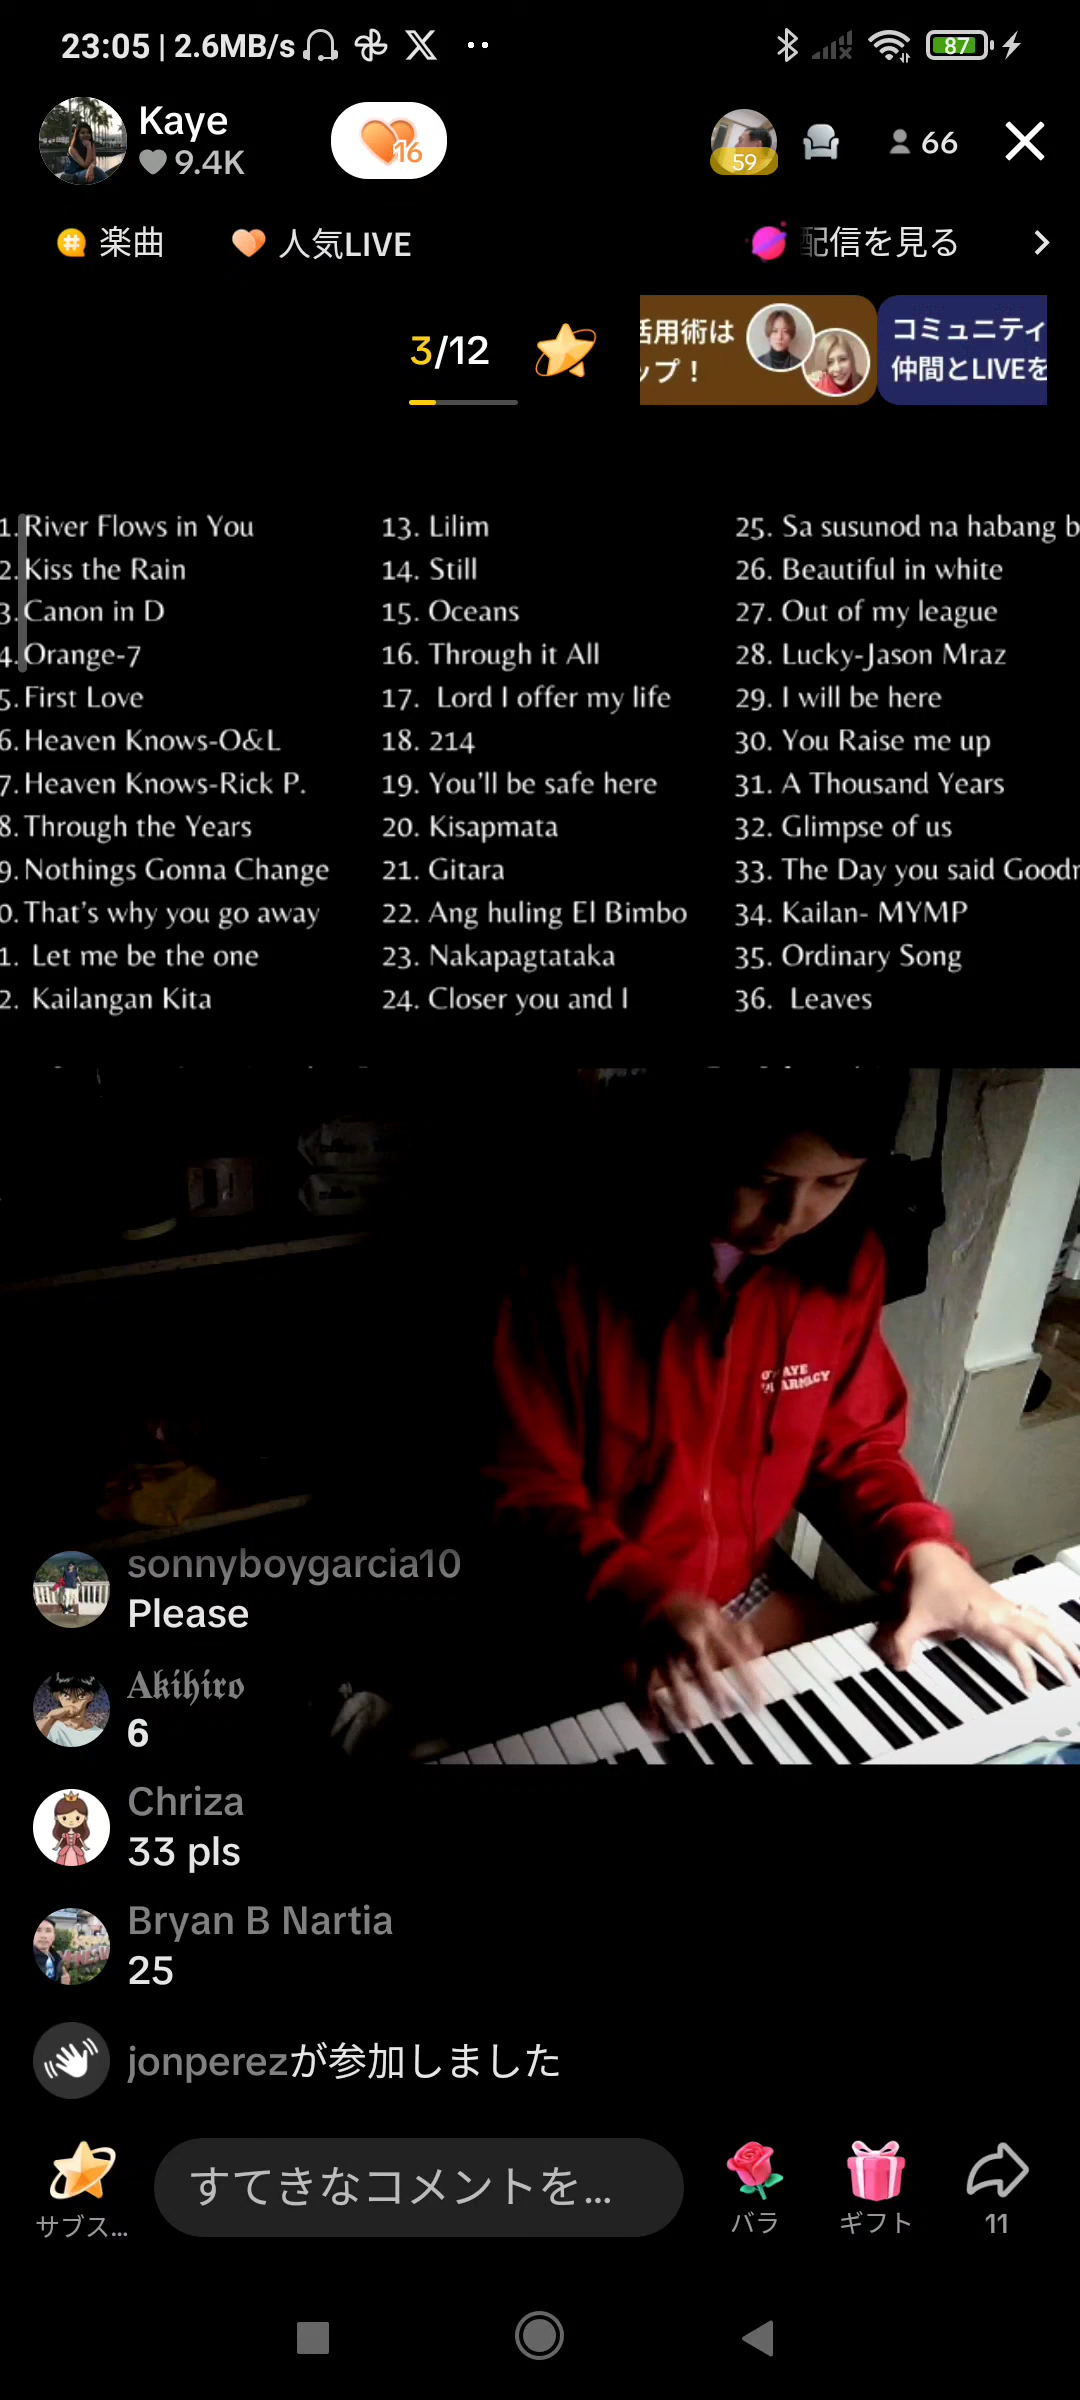 23:05 | 2.6MB/s
87
Kaye
9.4K
16
59
66
楽曲
人気LIVE
配信を見る
3/12
活用術は
ップ！
コミュニティ
仲間とLIVEを
1. River Flows in You
2. Kiss the Rain
3. Canon in D
4. Orange-7
5. First Love
6. Heaven Knows-O&L
7. Heaven Knows-Rick P.
8. Through the Years
9. Nothings Gonna Change
0. That's why you go away
1. Let me be the one
2. Kailangan Kita
13. Lilim
14. Still
15. Oceans
16. Through it All
17. Lord I offer my life
18. 214
19. You'll be safe here
20. Kisapmata
21. Gitara
22. Ang huling El Bimbo
23. Nakapagtataka
24. Closer you and I
25. Sa susunod na habang b
26. Beautiful in white
27. Out of my league
28. Lucky-Jason Mraz
29. I will be here
30. You Raise me up
31. A Thousand Years
32. Glimpse of us
33. The Day you said Good
34. Kailan- MYMP
35. Ordinary Song
36. Leaves
sonnyboygarcia10
Please
𝔄𝔨𝔦𝔥𝔦𝔯𝔬
6
Chriza
33 pls
Bryan B Nartia
25
jonperezが参加しました
サブス...
すてきなコメントを...
バラ
ギフト
11